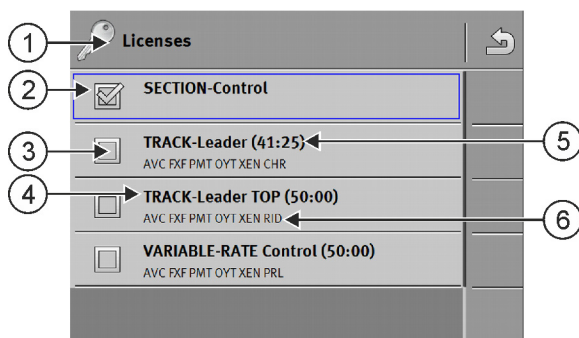 1
Licenses
2
SECTION-Control
3
TRACK-Leader (41:25)
5
AVC FXF PMT OYT XEN CHR
4
TRACK-Leader TOP (50:00)
AVC FXF PMT OYT XEN RID
6
VARIABLE-RATE Control (50:00)
AVC FXF PMT OYT XEN PRL